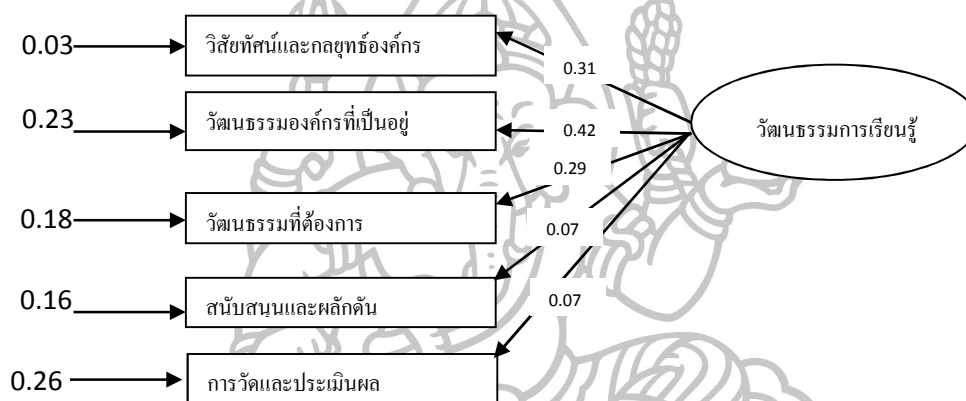 0.03 วิสัยทัศน์และกลยุทธ์องค์กร
0.31
0.23 วัฒนธรรมองค์กรที่เป็นอยู่ 0.42 วัฒนธรรมการเรียนรู้
0.29
0.18 วัฒนธรรมที่ต้องการ
0.07
0.16 สนับสนุนและผลักดัน 0.07
0.26 การวัดและประเมินผล